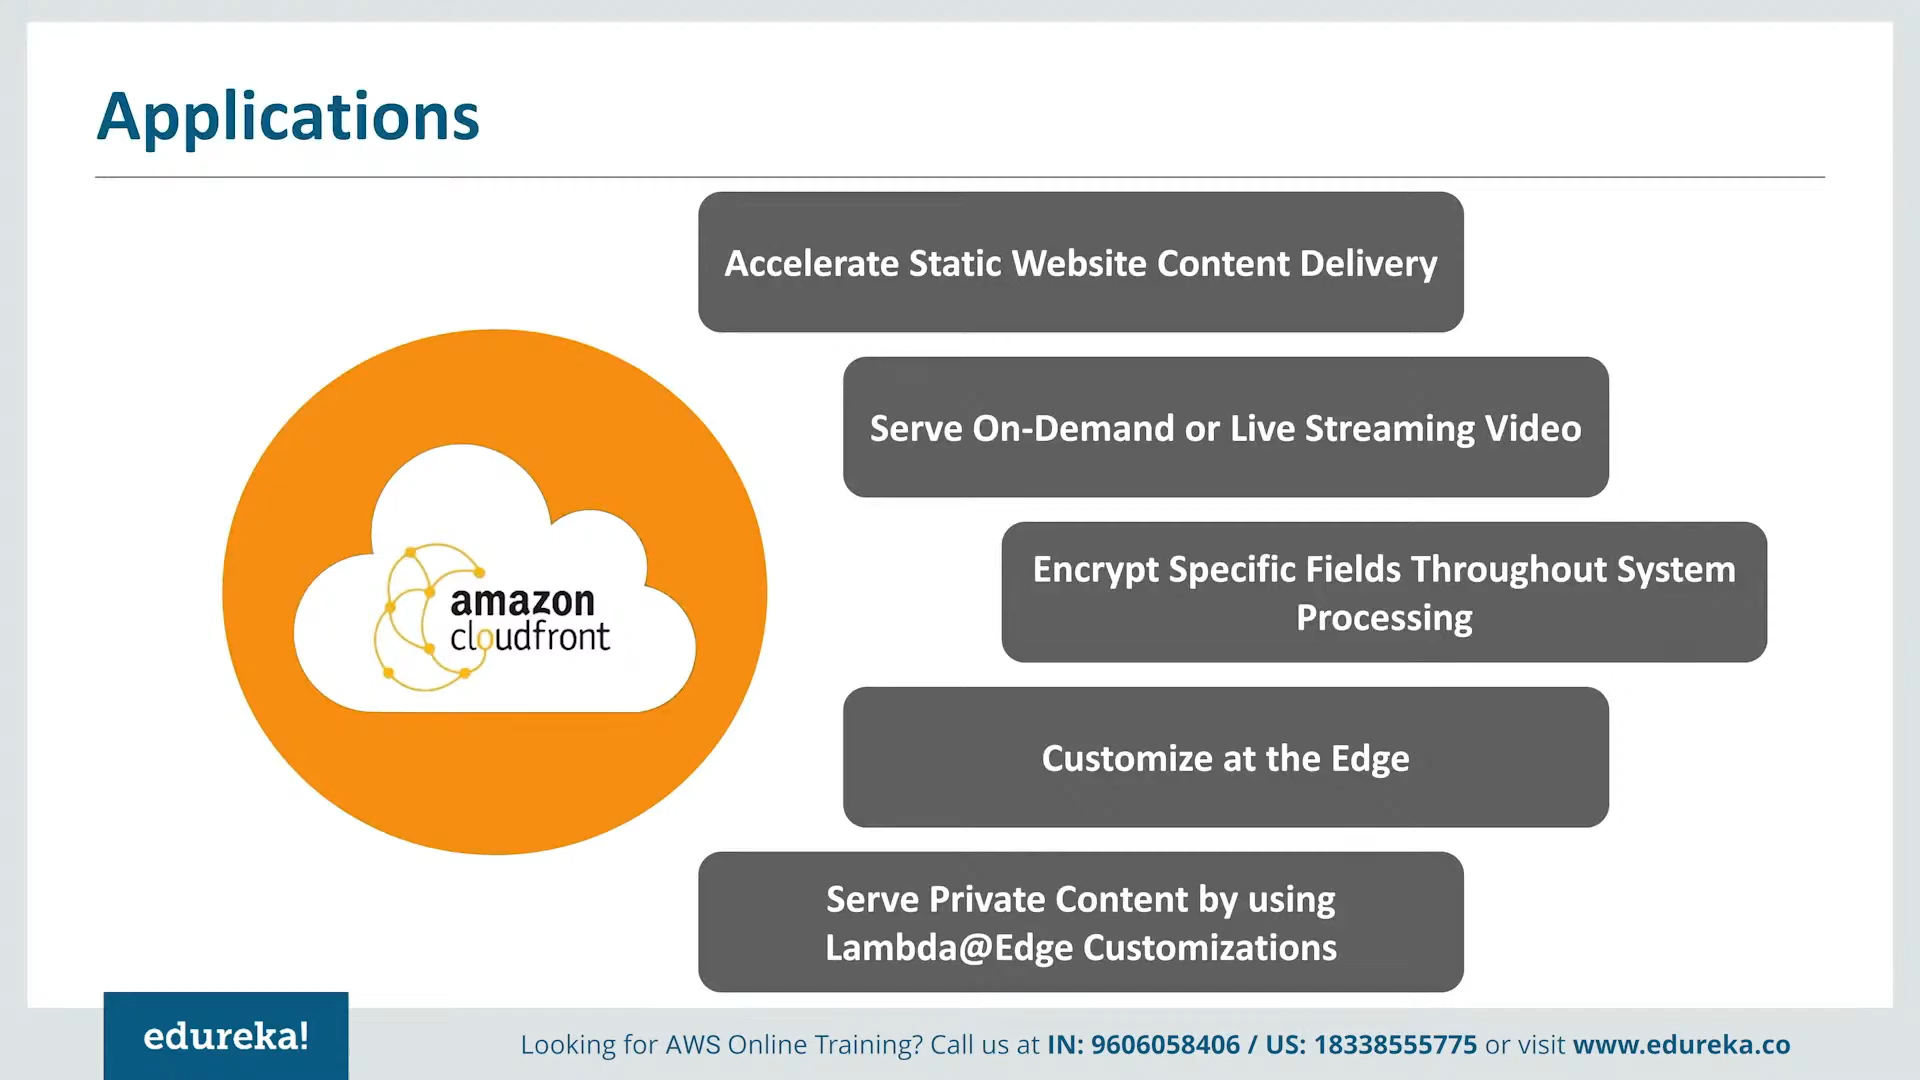 Applications
Accelerate Static Website Content Delivery
Serve On-Demand or Live Streaming Video
Encrypt Specific Fields Throughout System
Processing
Customize at the Edge
Serve Private Content by using
Lambda@Edge Customizations
amazon
cloudfront
edureka!
Looking for AWS Online Training? Call us at IN: 9606058406 / US: 18338555775 or visit www.edureka.co